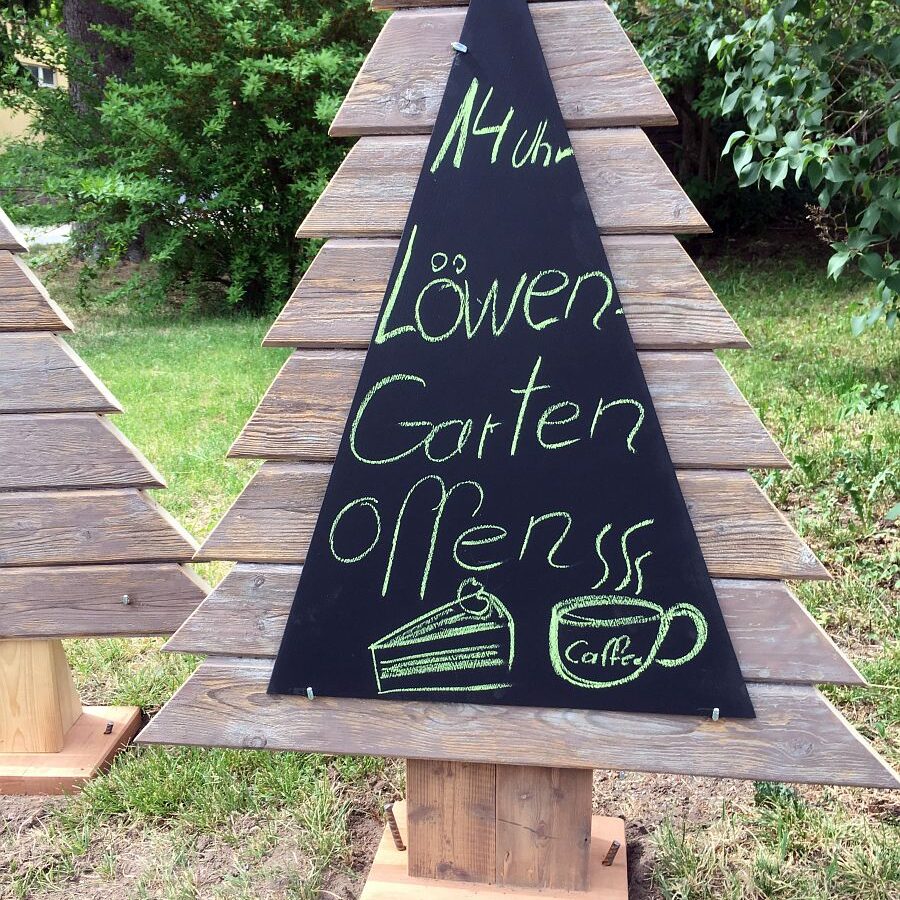 14 Uhr
Löwen-
Garten
offen
Caffee